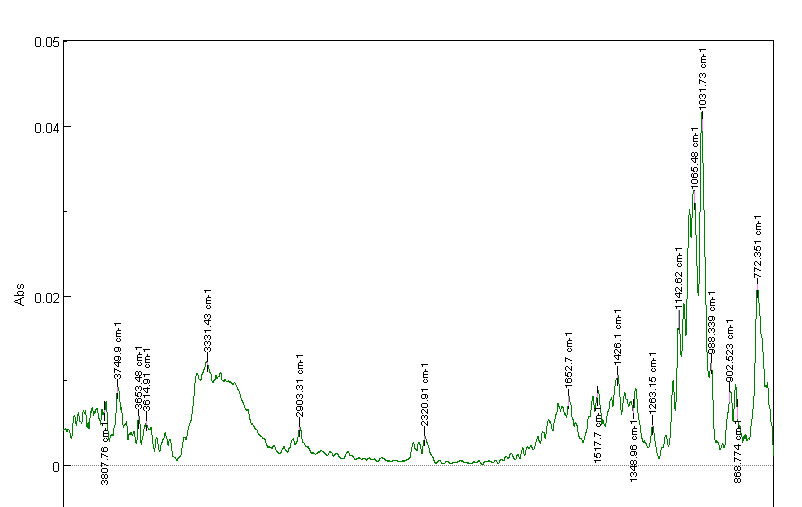 0.05
0.04
0.02
0
Abs
3807.76 cm-1
3749.9 cm-1
3653.48 cm-1
3614.91 cm-1
3331.43 cm-1
2903.31 cm-1
2320.91 cm-1
1652.7 cm-1
1517.7 cm-1
1426.1 cm-1
1348.96 cm-1
1263.15 cm-1
1142.62 cm-1
1065.48 cm-1
1031.73 cm-1
988.339 cm-1
902.523 cm-1
868.774 cm-1
772.351 cm-1